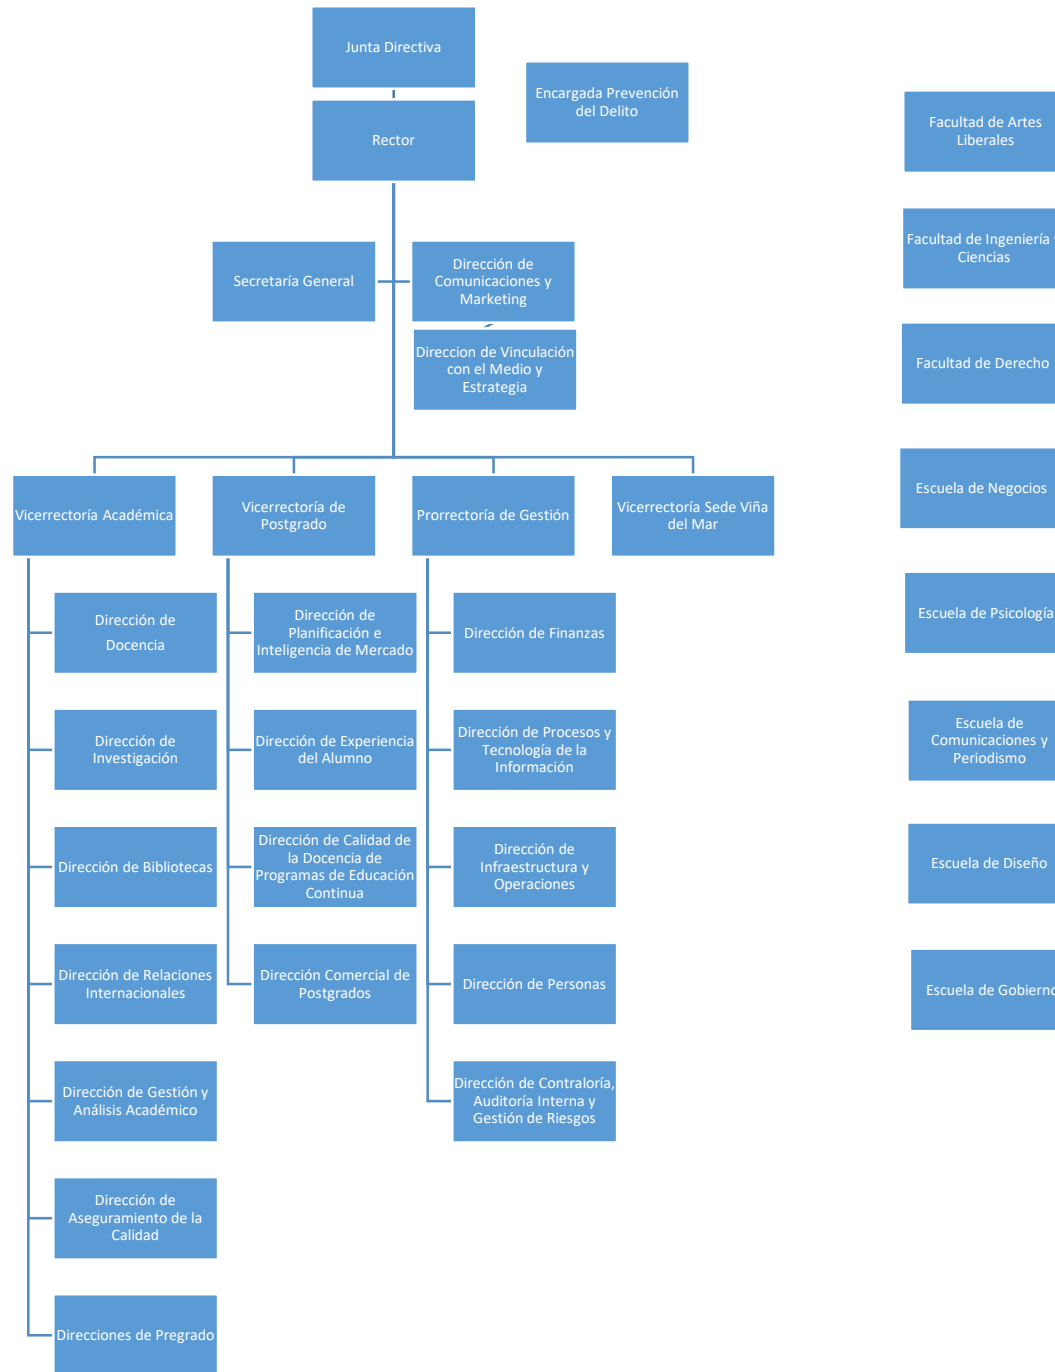 Junta Directiva
Encargada Prevención
del Delito
Rector
Secretaría General
Dirección de
Comunicaciones y
Marketing
Direccion de Vinculación
con el Medio y
Estrategia
Vicerrectoría Académica
Vicerrectoría de
Postgrado
Prorrectoría de Gestión
Vicerrectoría Sede Viña
del Mar
Dirección de
Docencia
Dirección de
Investigación
Dirección de Bibliotecas
Dirección de Relaciones
Internacionales
Dirección de Gestión y
Análisis Académico
Dirección de
Aseguramiento de la
Calidad
Direcciones de Pregrado
Dirección de
Planificación e
Inteligencia de Mercado
Dirección de Experiencia
del Alumno
Dirección de Calidad de
la Docencia de
Programas de Educación
Continua
Dirección Comercial de
Postgrados
Dirección de Finanzas
Dirección de Procesos y
Tecnología de la
Información
Dirección de
Infraestructura y
Operaciones
Dirección de Personas
Dirección de Contraloría,
Auditoría Interna y
Gestión de Riesgos
Facultad de Artes
Liberales
Facultad de Ingeniería
Ciencias
Facultad de Derecho
Escuela de Negocios
Escuela de Psicología
Escuela de
Comunicaciones y
Periodismo
Escuela de Diseño
Escuela de Gobierno